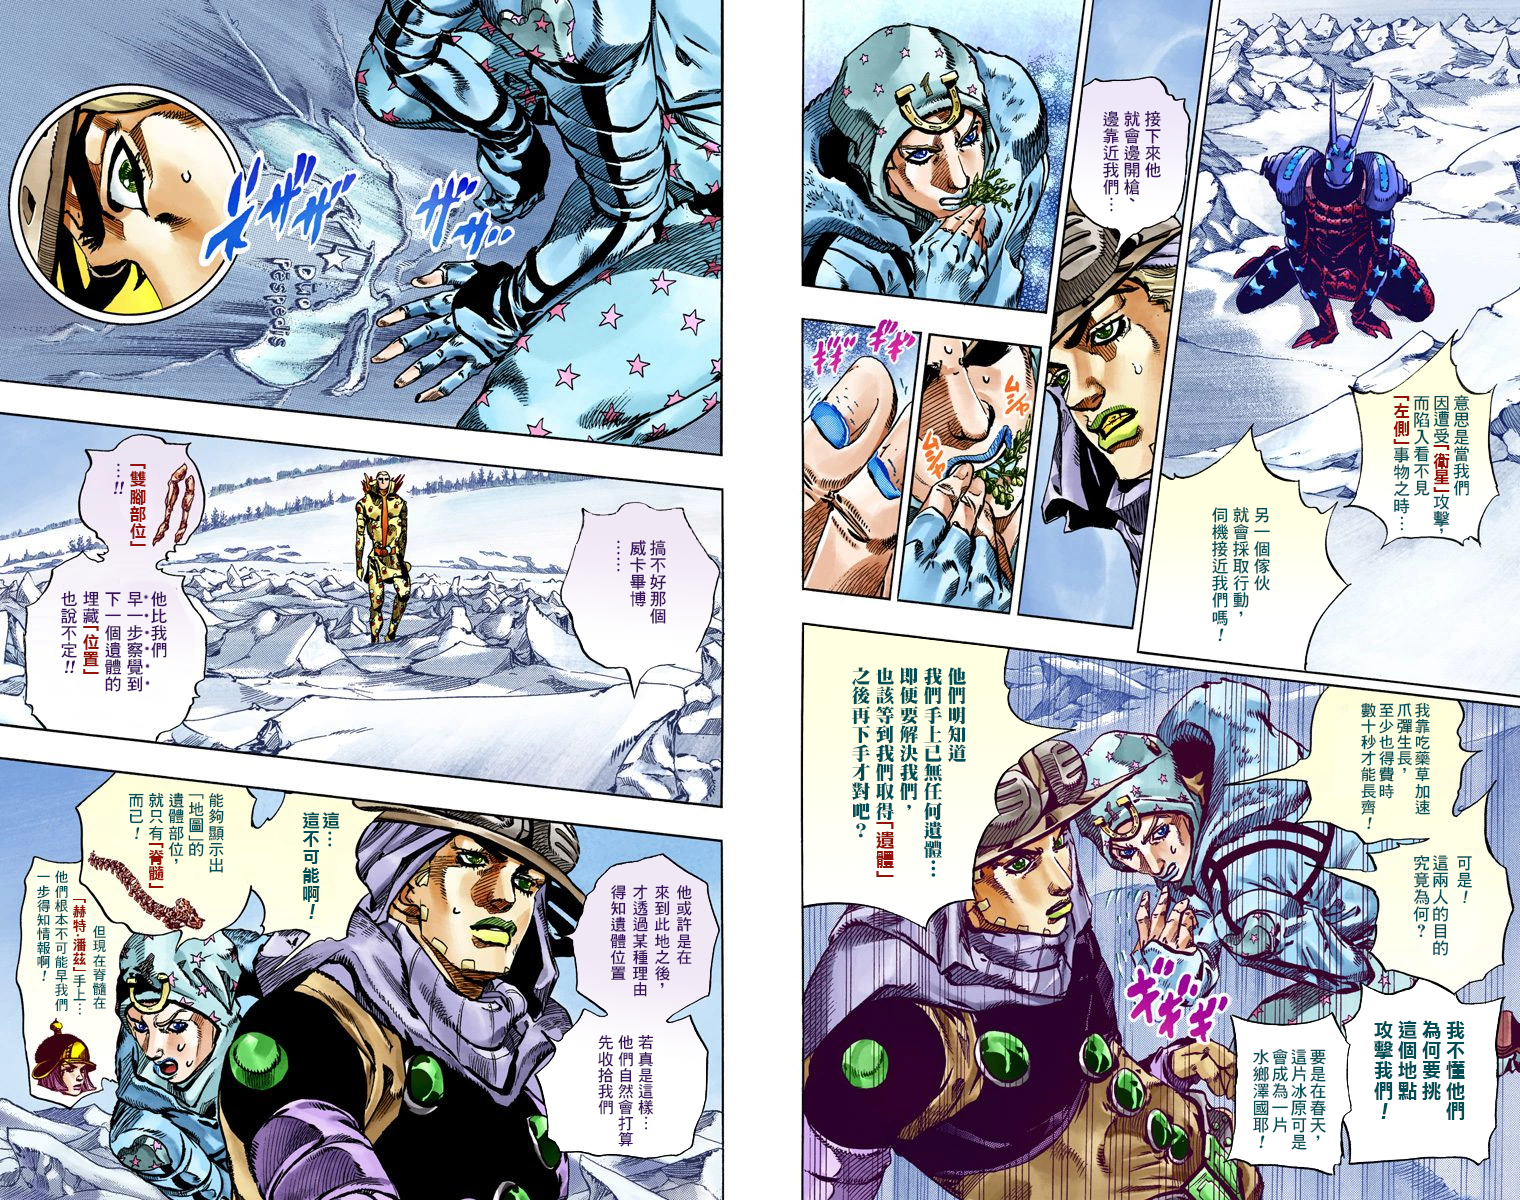 意思是當我們
因遭受「衛星」攻擊，
而陷入看不見
「左側」事物之時…
另一個傢伙
就會採取行動，
伺機接近我們嗎！
接下來他
就會邊開槍、
邊靠近我們…
ムシャ
ムシャ
ギギ
ギギ
我靠吃藥草加速
爪彈生長，
至少也得費時
數十秒才能長齊！
可是！
這兩人的目的
究竟為何？
我不懂他們
為何要挑
這個地點
攻擊我們！
要是在春天，
這片冰原可是
會成為一片
水鄉澤國耶！
ギギギ
他們明知道
我們手上已無任何遺體…
即便要解決我們，
也該等到我們取得「遺體」
之後再下手才對吧？
ザザ‥
ザザザ
ド
ド
Dio
Pēspedlis
搞不好那個
威卡畢博
……
「雙腳部位」
…!!
他比我們
早一步察覺到
下一個遺體的
埋藏「位置」
也說不定!!
他或許是在
來到此地之後，
才透過某種理由
得知遺體位置
若真是這樣…
他們自然會打算
先收拾我們
這…
這不可能啊！
能夠顯示出
「地圖」的
遺體部位，
就只有「脊髓」
而已！
但現在脊髓在
「赫特·潘茲」手上…
他們根本不可能早我們
一步得知情報啊！